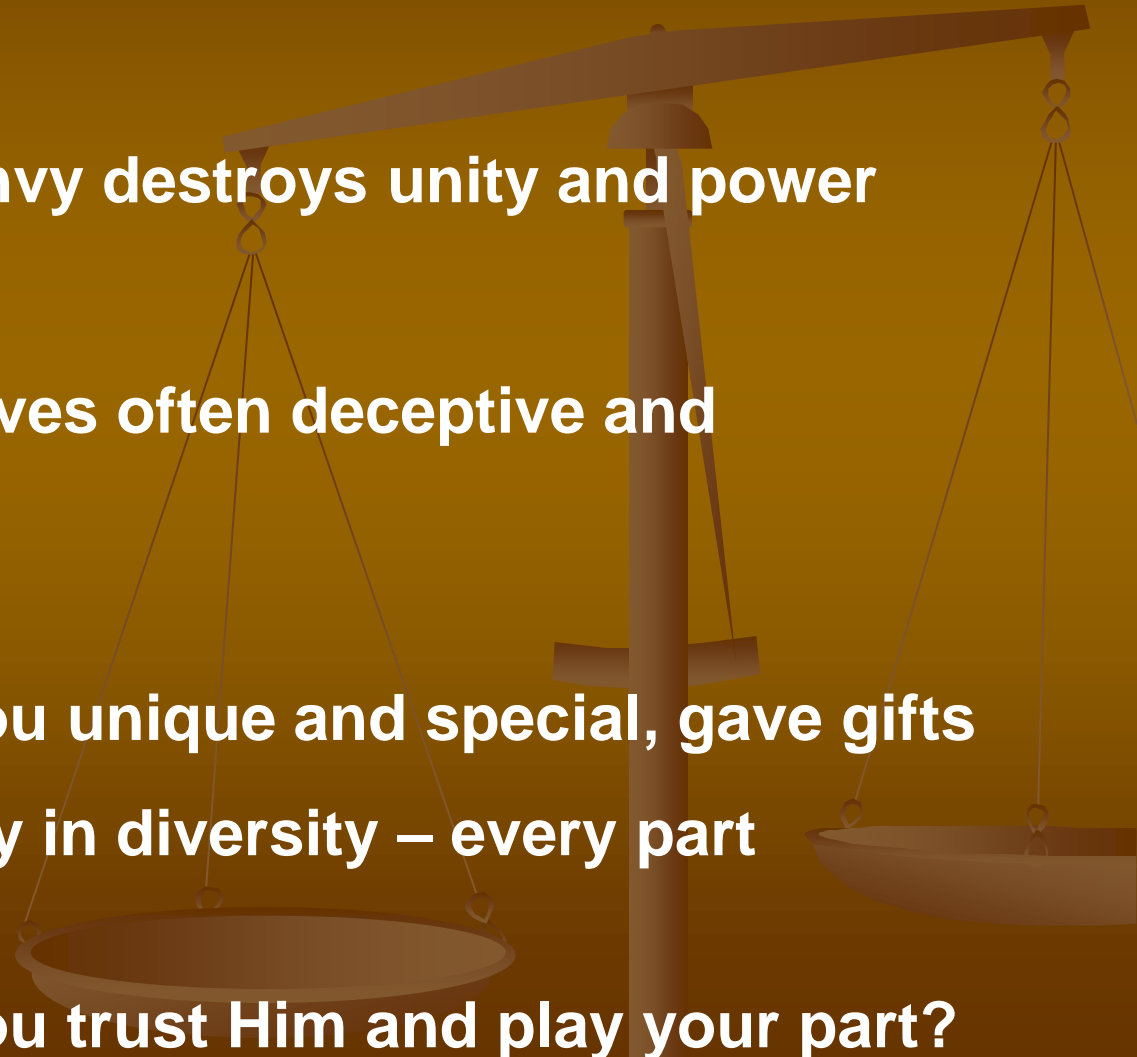 nvy destroys unity and power
ves often deceptive and
ou unique and special, gave gifts
y in diversity – every part
ou trust Him and play your part?